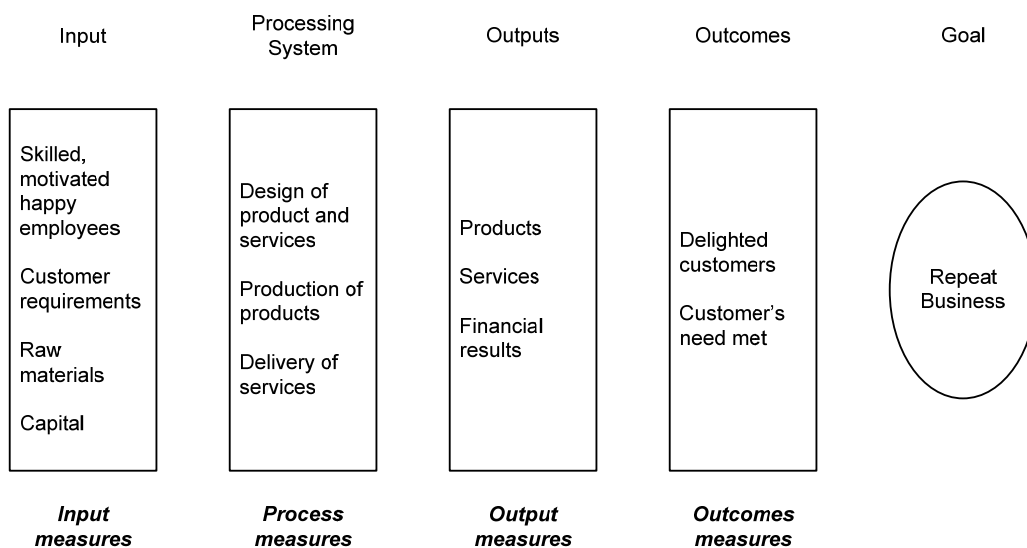 Input
Processing
System
Outputs
Outcomes
Goal
Skilled,
motivated
happy
employees
Customer
requirements
Raw
materials
Capital
Design of
product and
services
Production of
products
Delivery of
services
Products
Services
Financial
results
Delighted
customers
Customer’s
need met
Repeat
Business
Input
measures
Process
measures
Output
measures
Outcomes
measures